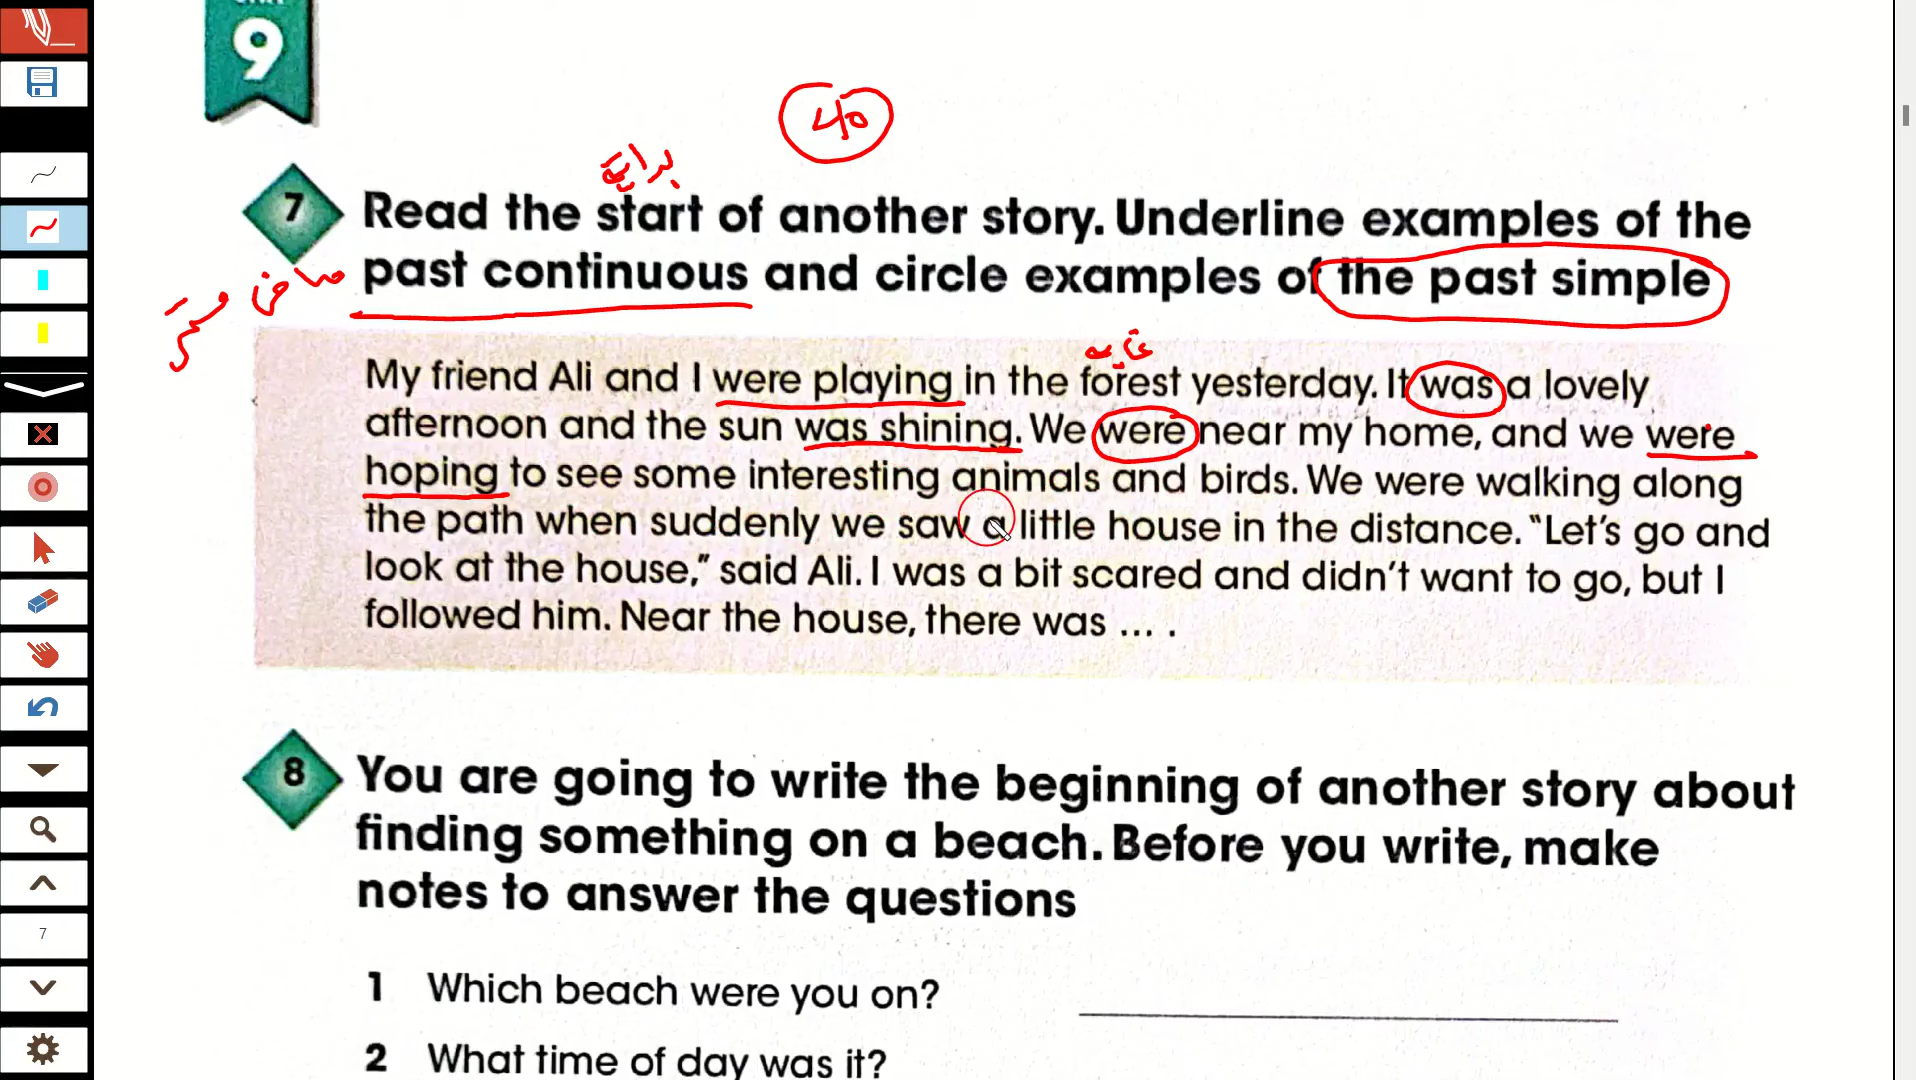 9
40
بداية
7 Read the start of another story. Underline examples of the
past continuous and circle examples of the past simple
ماضي مستمر
غابة
My friend Ali and I were playing in the forest yesterday. It was a lovely
afternoon and the sun was shining. We were near my home, and we were
hoping to see some interesting animals and birds. We were walking along
the path when suddenly we saw a little house in the distance. “Let’s go and
look at the house,” said Ali. I was a bit scared and didn’t want to go, but I
followed him. Near the house, there was ... .
8 You are going to write the beginning of another story about
finding something on a beach. Before you write, make
notes to answer the questions
1 Which beach were you on?
2 What time of day was it?
7